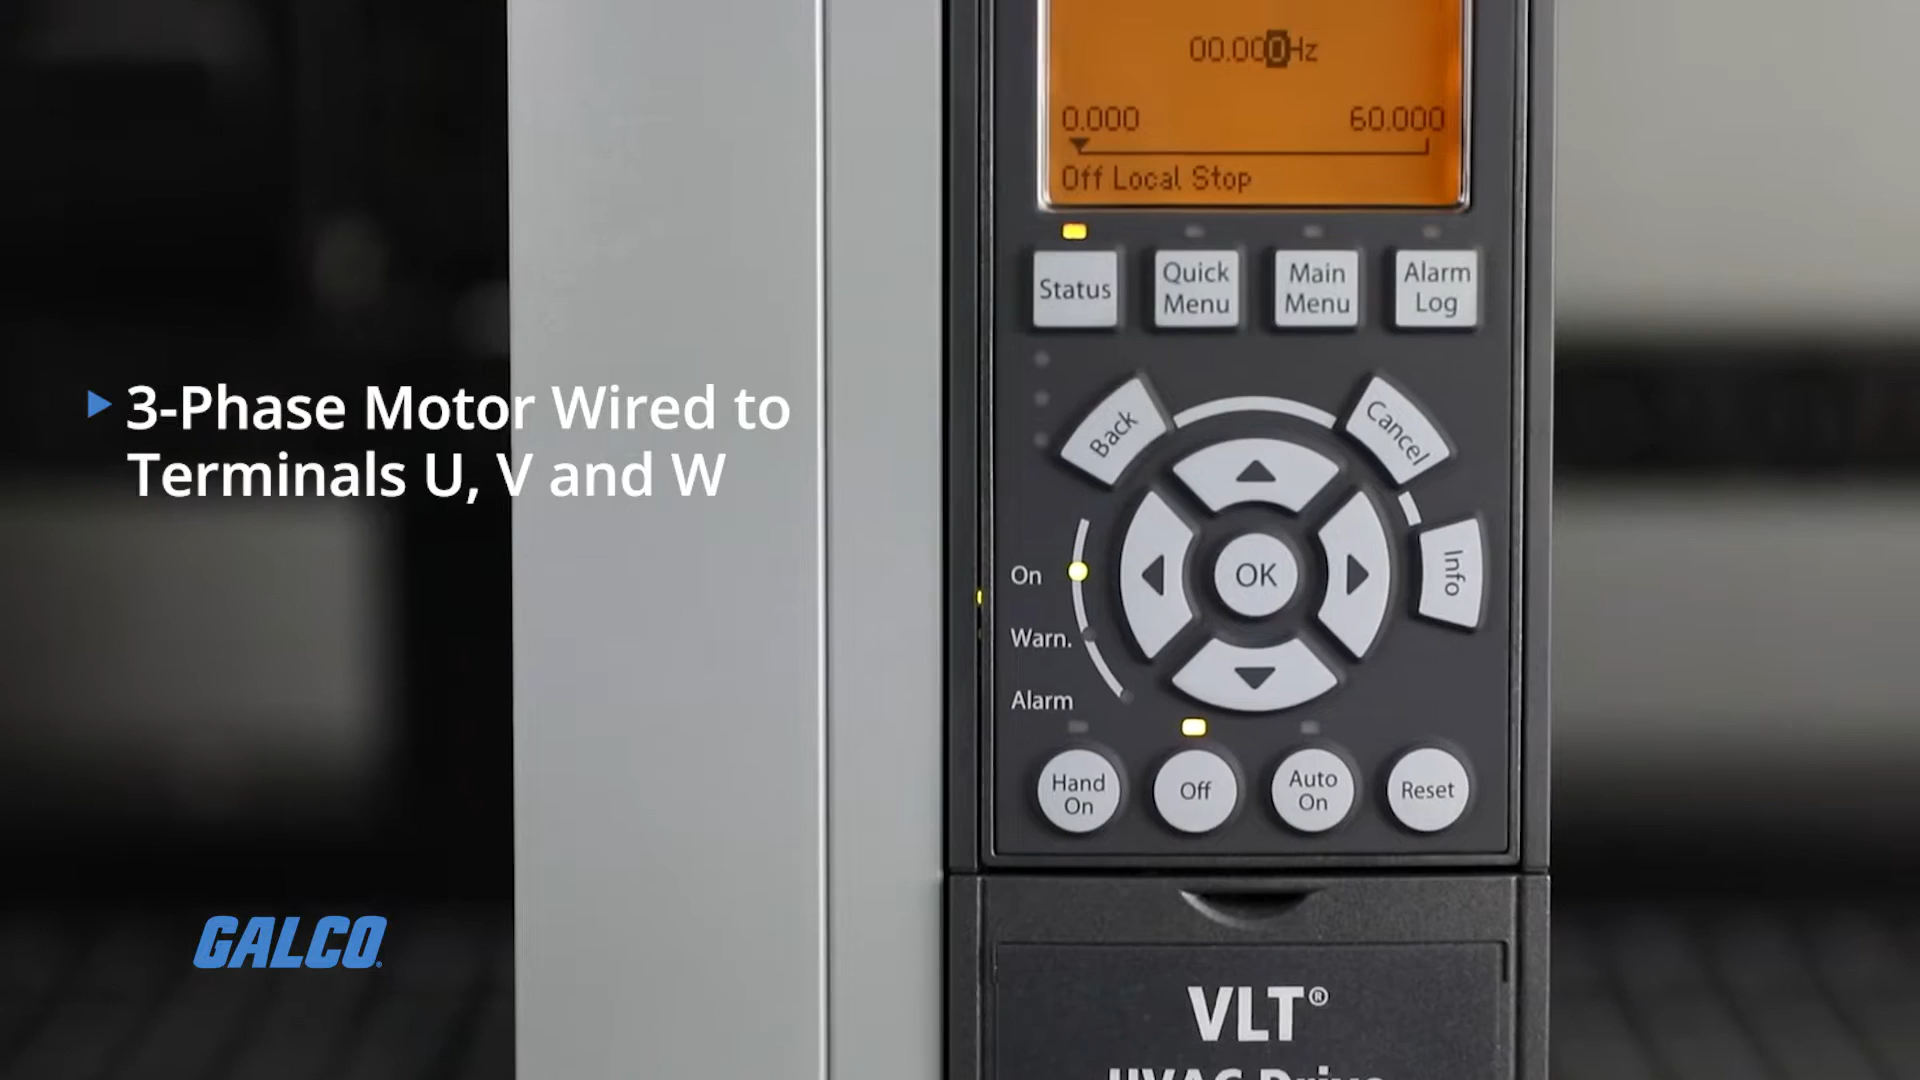 00.000Hz
0.000 60.000
Off Local Stop
Status
Quick
Menu
Main
Menu
Alarm
Log
3-Phase Motor Wired to
Terminals U, V and W
Back
Cancel
Info
OK
On
Warn.
Alarm
Hand
On
Off
Auto
On
Reset
GALCO®
VLT®
HVAC Drive